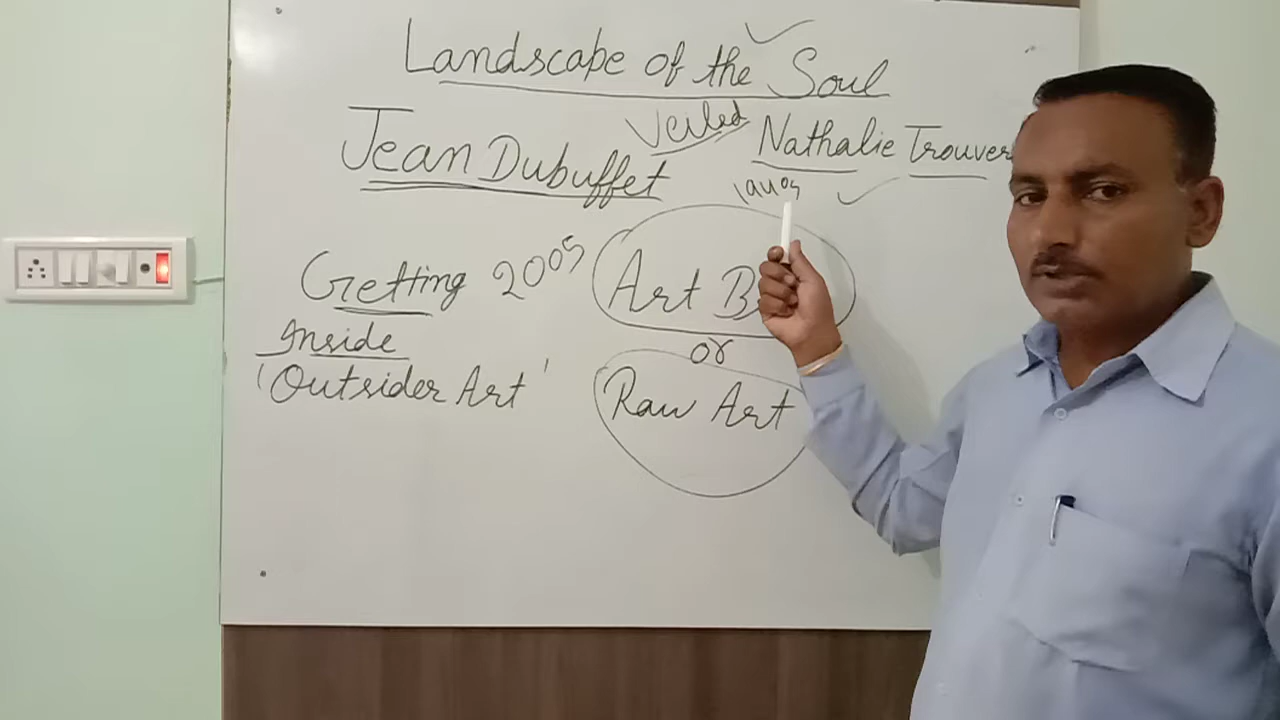 Landscape of the Soul
Jean Dubuffet
Veiled
Nathalie Trouver
1940s
Getting 2005
Inside
'Outsider Art'
Art B
or
Raw Art